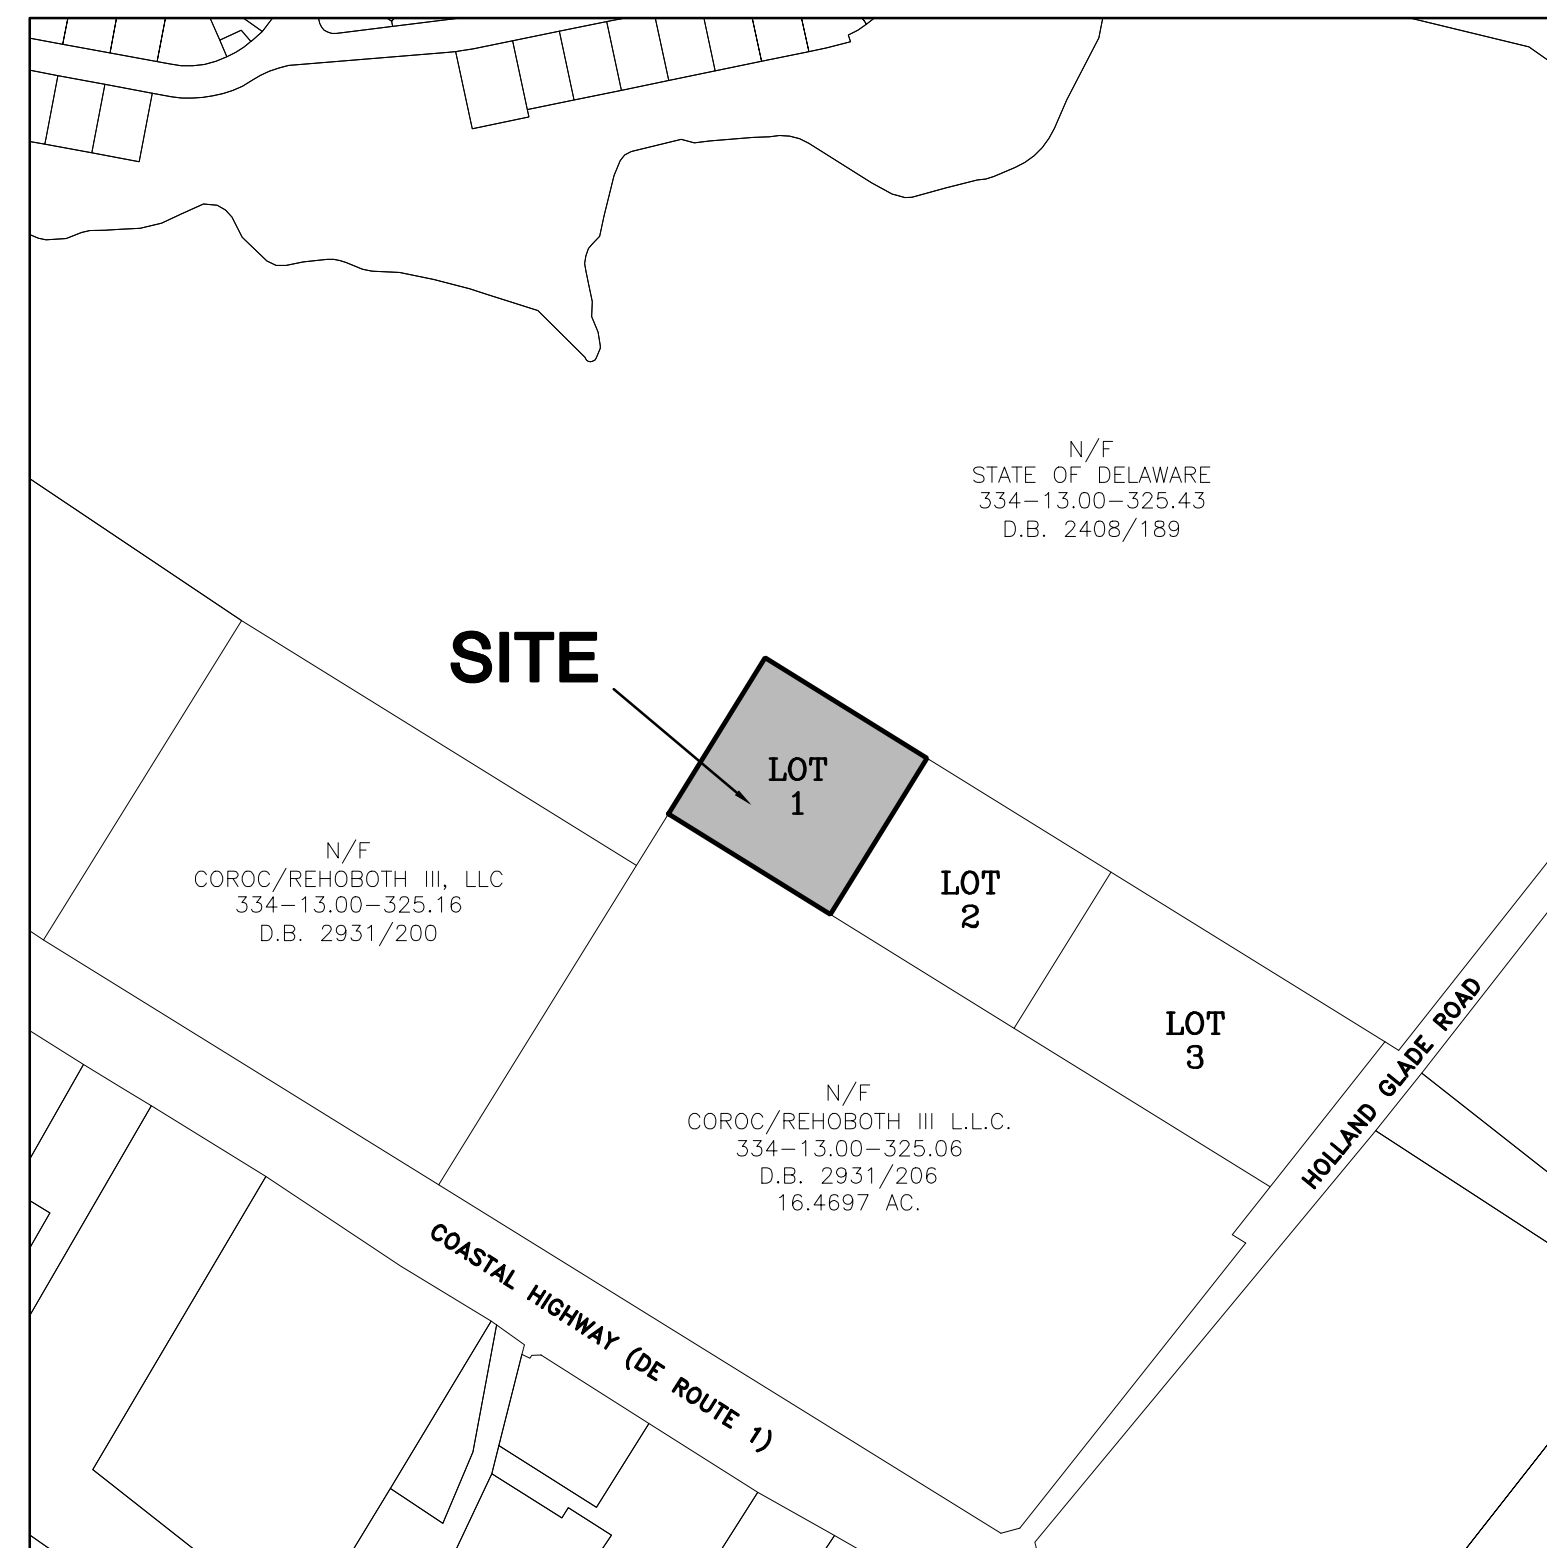 N/F
STATE OF DELAWARE
334-13.00-325.43
D.B. 2408/189
SITE
LOT
1
N/F
COROC/REHOBOTH III, LLC
334-13.00-325.16
D.B. 2931/200
LOT
2
LOT
3
HOLLAND GLADE ROAD
N/F
COROC/REHOBOTH III L.L.C.
334-13.00-325.06
D.B. 2931/206
16.4697 AC.
COASTAL HIGHWAY (DE ROUTE 1)